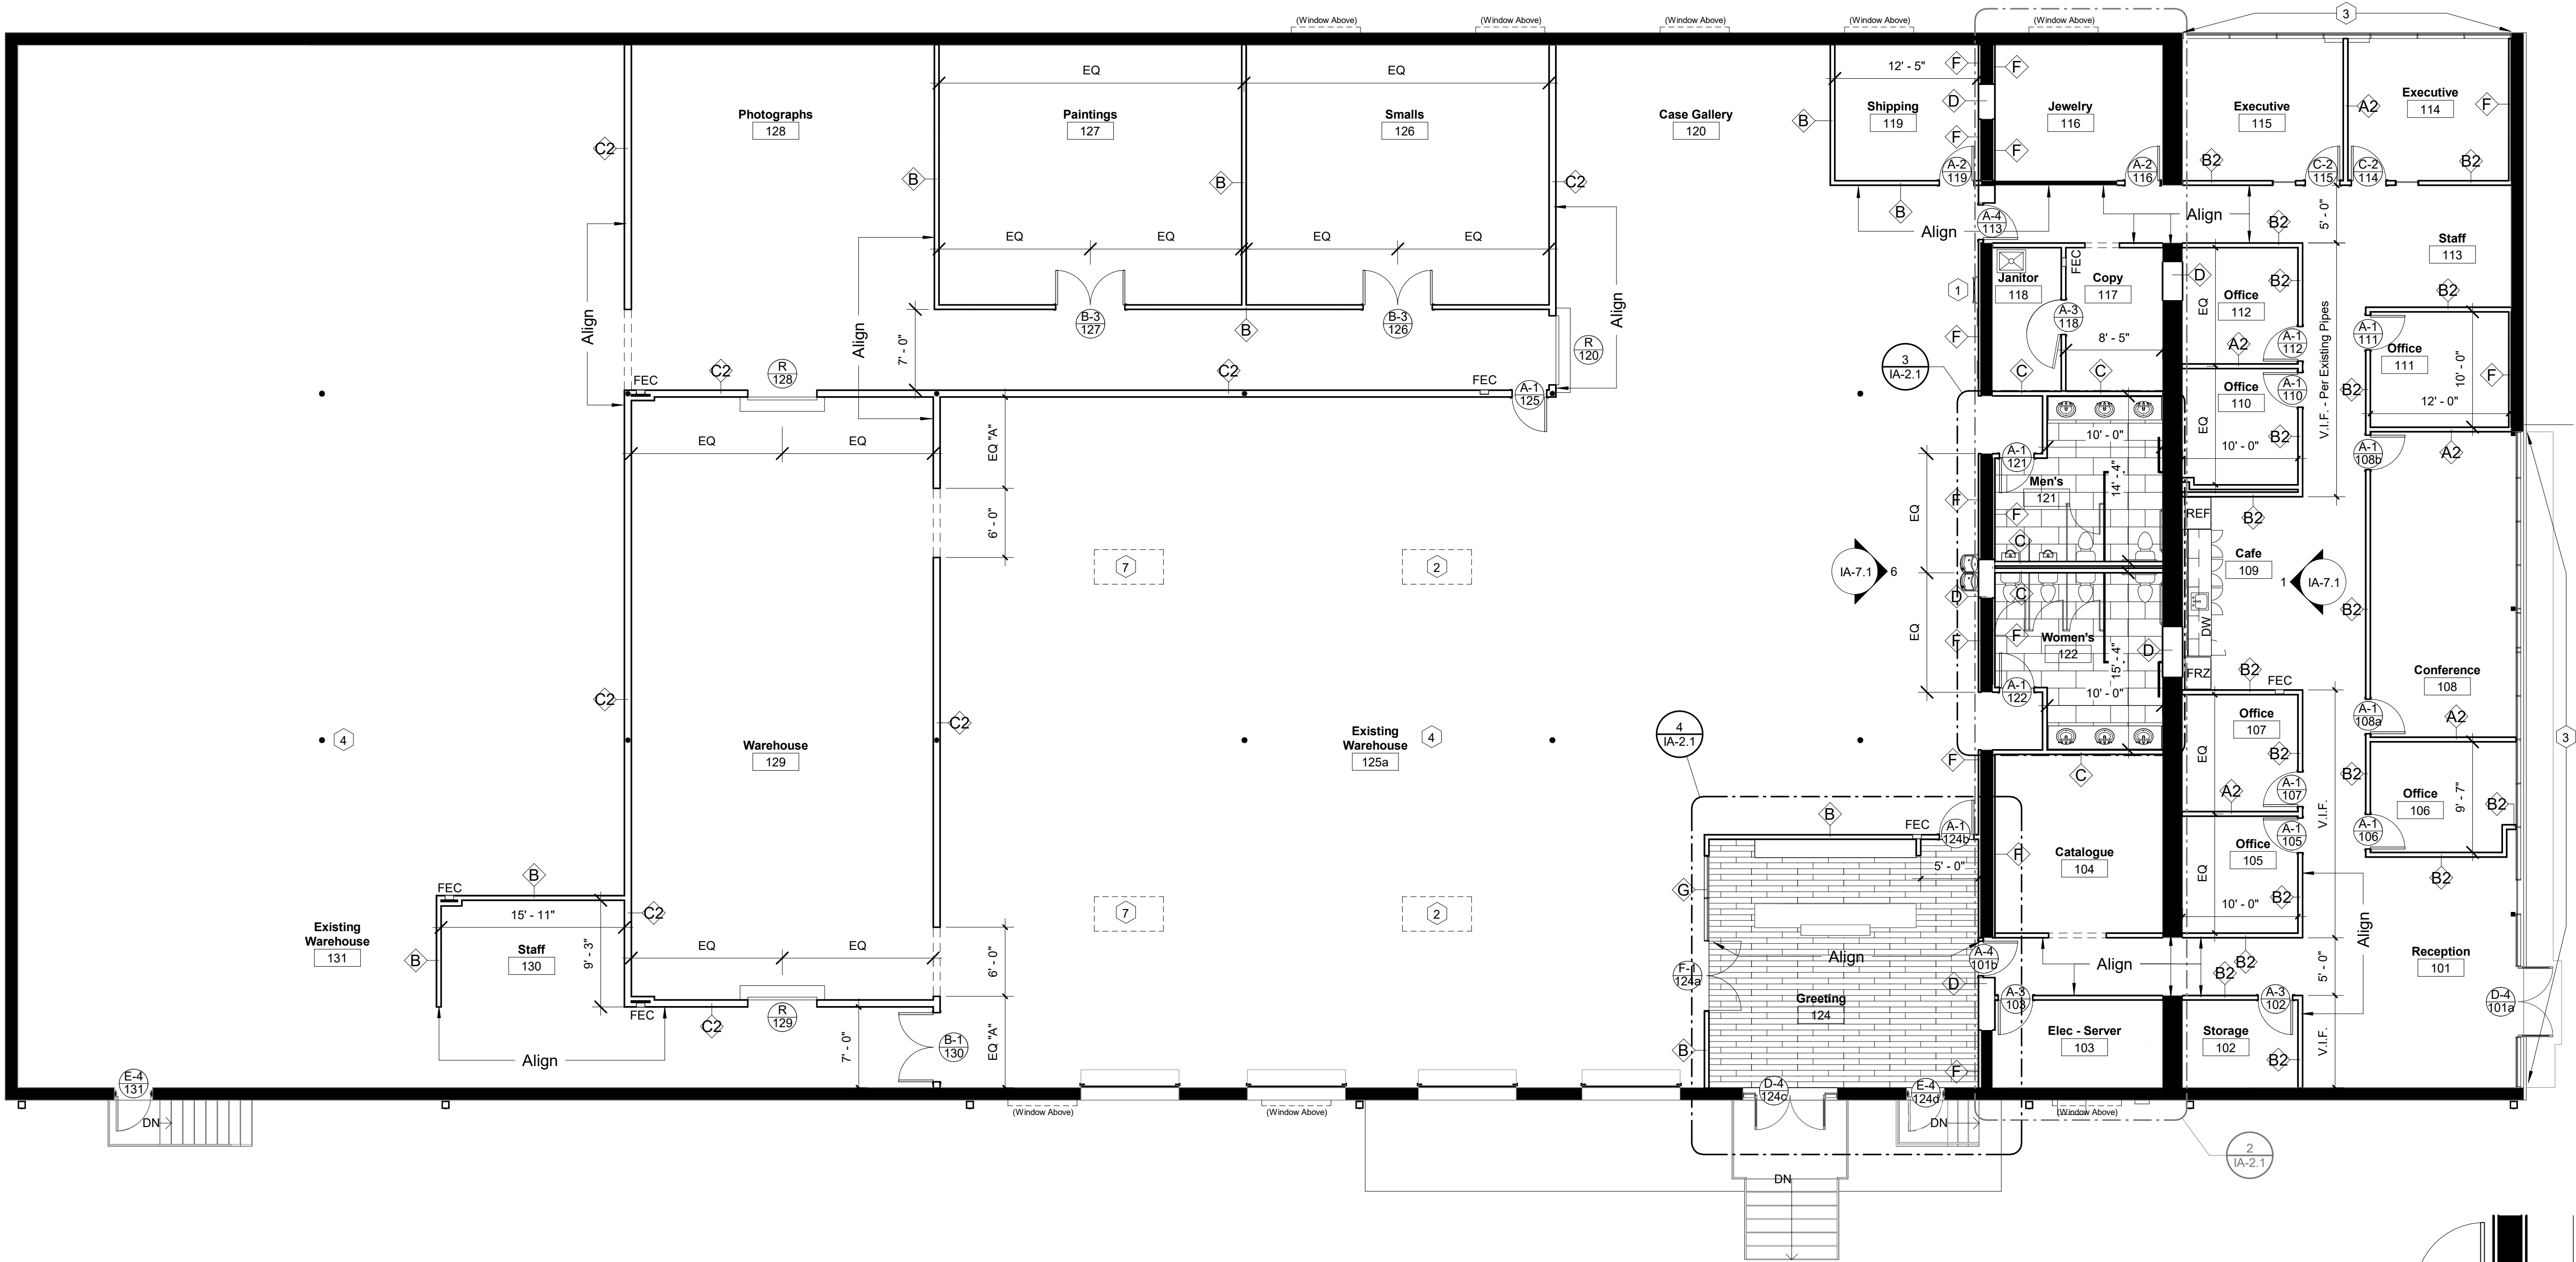 (Window Above)
(Window Above)
(Window Above)
(Window Above)
(Window Above)
3
EQ
EQ
12' - 5"
F
F
D
F
F
Photographs
128
Paintings
127
Smalls
126
Case Gallery
120
Shipping
119
Jewelry
116
Executive
115
Executive
114
A2
F
B
C2
B
B
C2
A-2
119
A-2
116
B2
C-2
115
C-2
114
B2
B
Align
Align
A-4
113
5' - 0"
B2
EQ
EQ
EQ
EQ
Staff
113
Align
Align
Align
7' - 0"
B-3
127
B
B-3
126
R
120
1
F
Janitor
118
FEC
Copy
117
A-3
118
8' - 5"
D
Office
112
B2
EQ
A2
A-1
112
V.I.F. - Per Existing Pipes
B2
A-1
111
Office
111
10' - 0"
12' - 0"
F
B2
FEC
C2
R
128
C2
FEC
A-1
125
3
IA-2.1
C
C
Office
110
A-1
110
EQ
B2
10' - 0"
A-1
108b
A2
EQ
EQ
EQ "A"
6' - 0"
10' - 0"
A-1
121
Men's
121
14' - 4"
F
F
C
EQ
EQ
REF
B2
Cafe
109
DW
FRZ
1
IA-7.1
IA-7.1
6
7
2
D
C
F
F
Women's
122
15' - 4"
10' - 0"
D
A-1
122
B2
FEC
B2
Conference
108
C2
C2
4
Warehouse
129
Existing
Warehouse
125a
4
4
IA-2.1
F
C
Office
107
B2
EQ
A2
A-1
107
A-1
108a
A2
3
B2
V.I.F.
Office
106
9' - 7"
B2
A-1
106
B2
B
FEC
A-1
124b
5' - 0"
F
Catalogue
104
Office
105
A-1
105
EQ
B2
10' - 0"
FEC
B
15' - 11"
C2
7
2
G
Existing
Warehouse
131
B
Staff
130
9' - 3"
EQ
EQ
6' - 0"
EQ "A"
Align
F-1
124a
A-4
101b
D
Align
B2
B2
5' - 0"
Align
Reception
101
D-4
101a
FEC
C2
R
129
7' - 0"
B-1
130
Greeting
124
B
F
A-3
103
Elec - Server
103
A-3
102
Storage
102
B2
V.I.F.
Align
E-4
131
DN
(Window Above)
(Window Above)
D-4
124c
E-4
124d
DN
(Window Above)
2
IA-2.1
DN